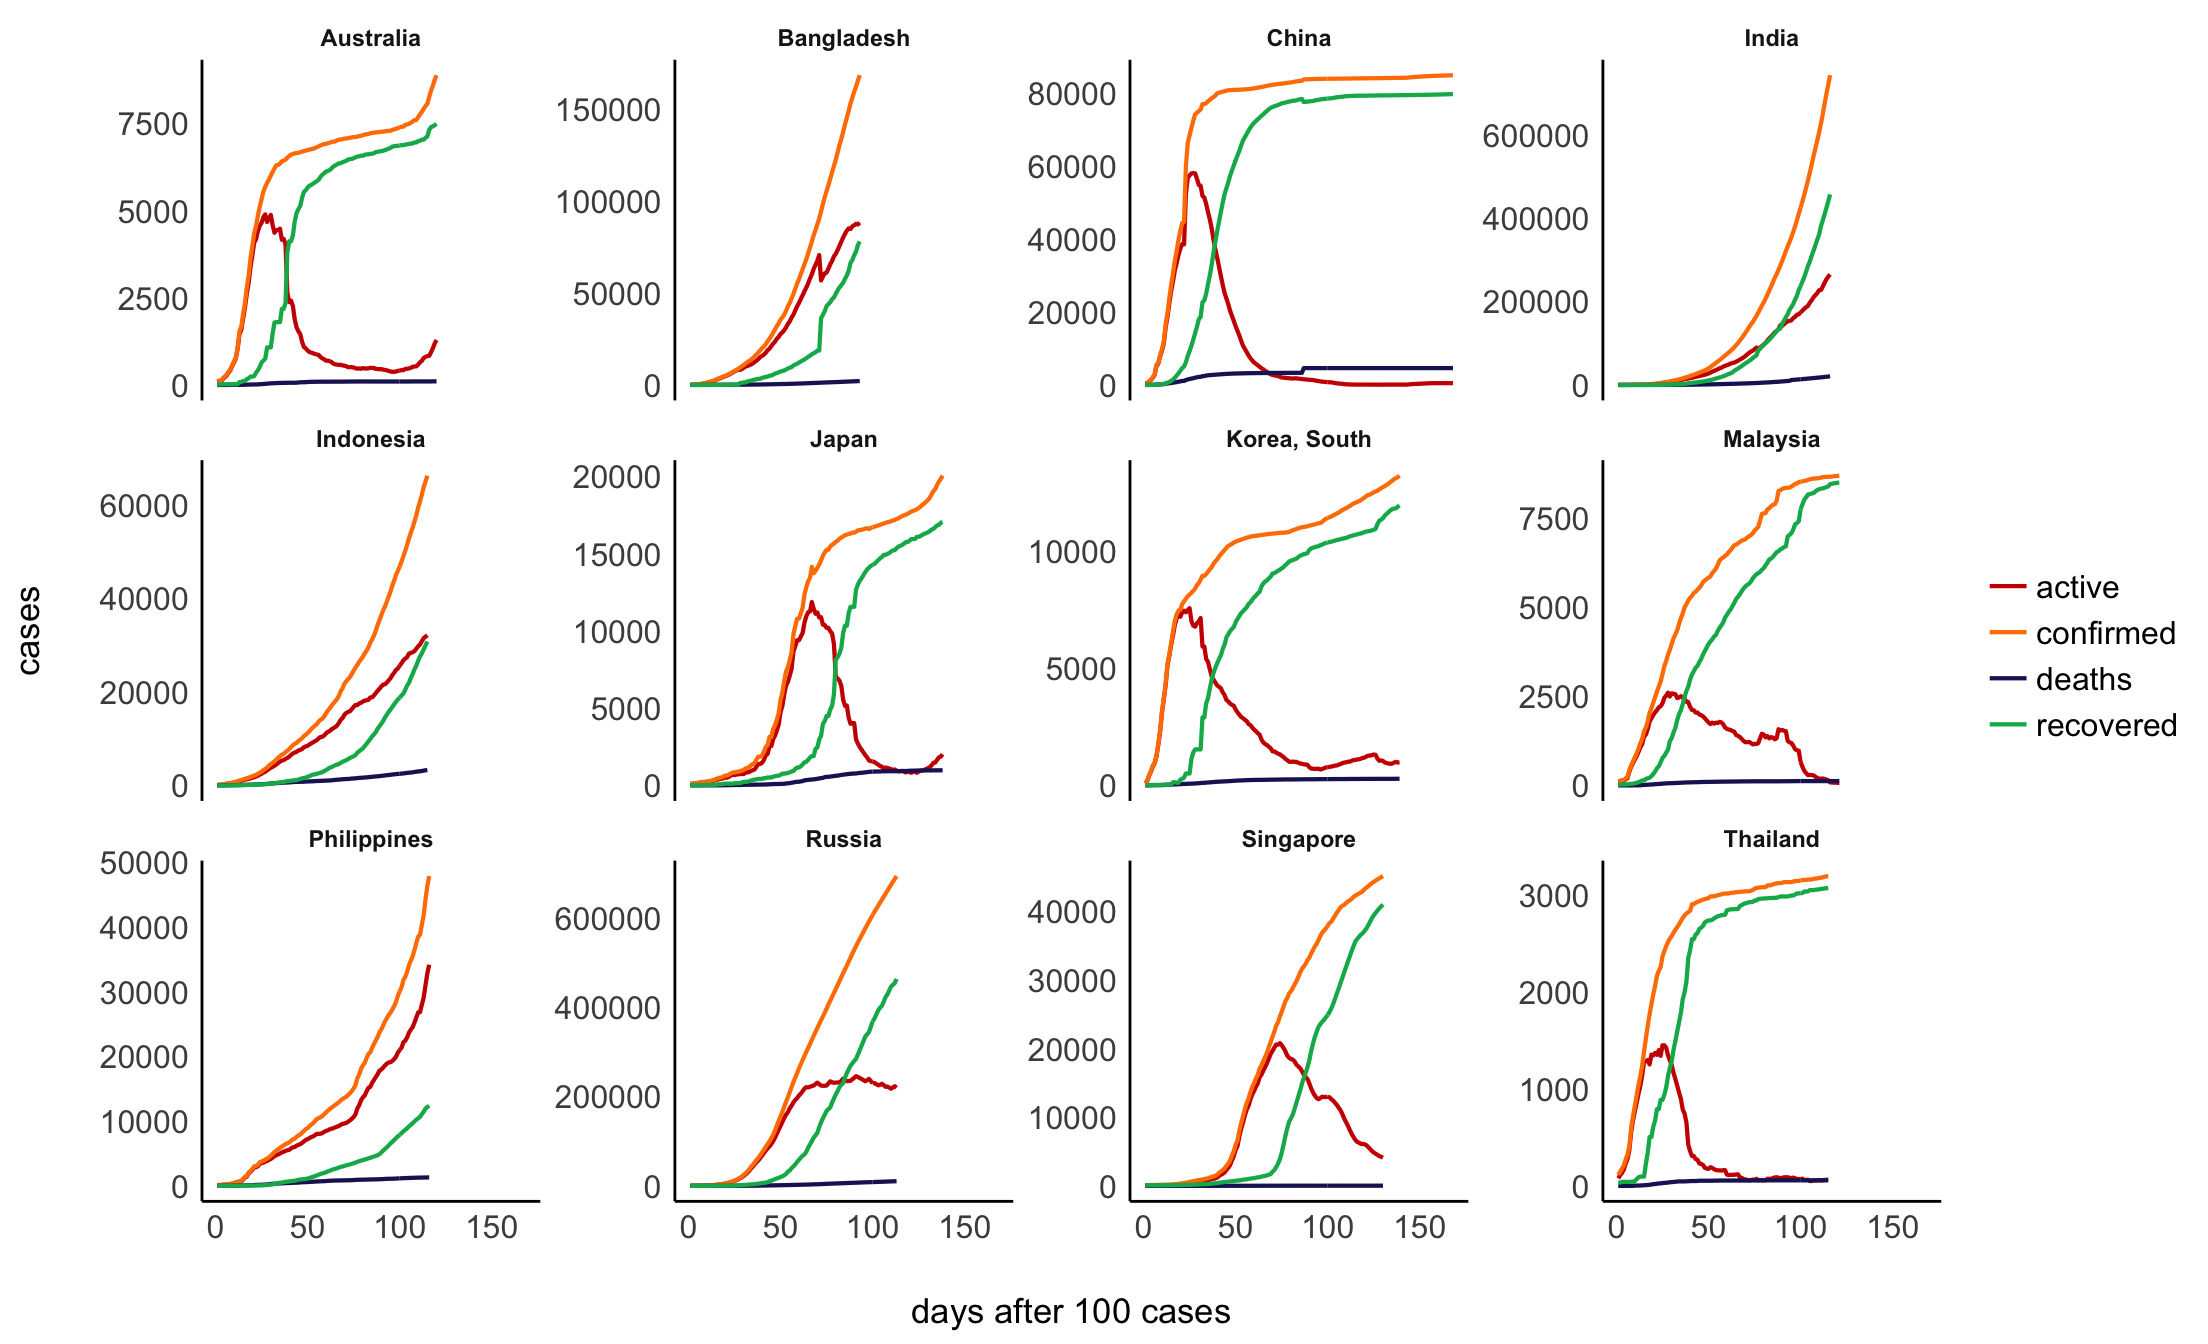 Australia
Bangladesh
China
India
7500
5000
2500
0
150000
100000
50000
0
80000
60000
40000
20000
0
600000
400000
200000
0
Indonesia
Japan
Korea, South
Malaysia
60000
40000
20000
0
20000
15000
10000
5000
0
10000
5000
0
7500
5000
2500
0
Philippines
Russia
Singapore
Thailand
50000
40000
30000
20000
10000
0
600000
400000
200000
0
40000
30000
20000
10000
0
3000
2000
1000
0
0 50 100 150
0 50 100 150
0 50 100 150
0 50 100 150
cases
days after 100 cases
active
confirmed
deaths
recovered